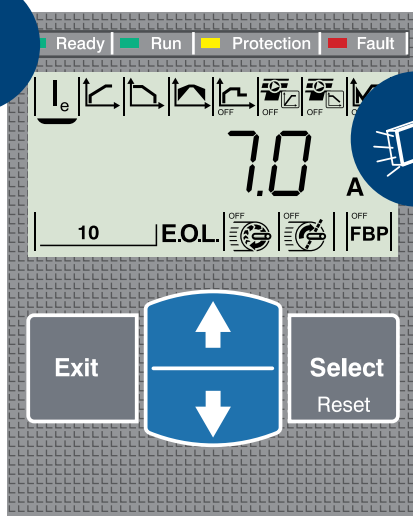 Ready Run Protection Fault
Ie
OFF OFF OFF
7.0
A
10 E.O.L. OFF OFF OFF FBP
Exit
Select
Reset